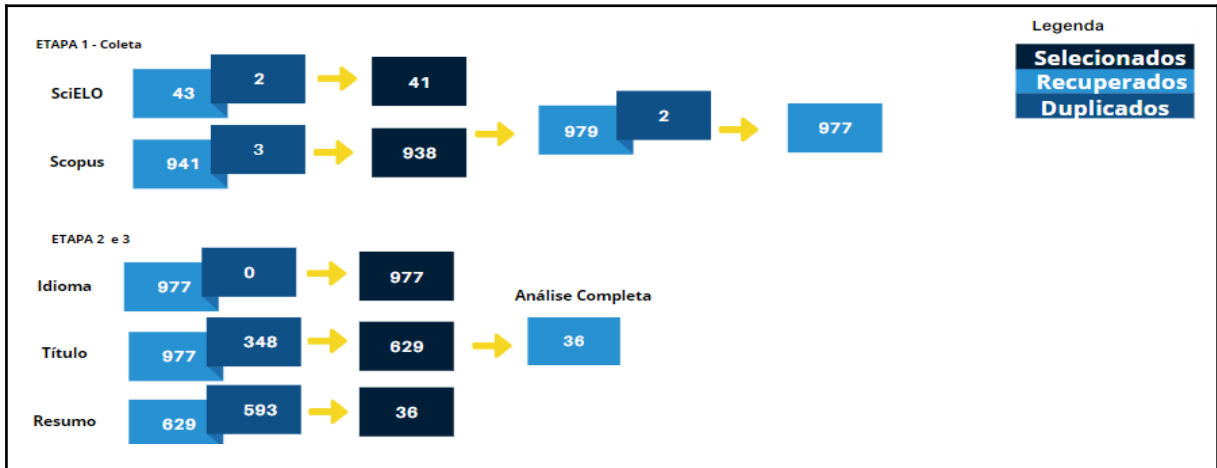 Legenda
Selecionados
Recuperados
Duplicados
ETAPA 1 - Coleta
SciELO 43 2 41
Scopus 941 3 938
979 2 977
ETAPA 2 e 3
Idioma 977 0 977
Título 977 348 629
Resumo 629 593 36
Análise Completa
36